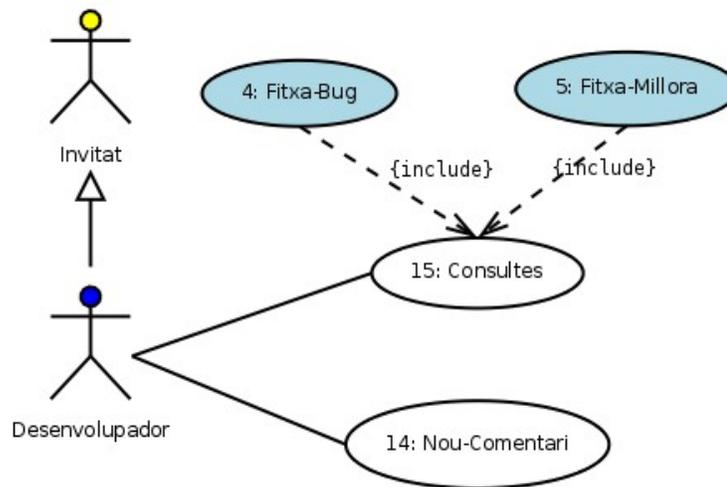 4: Fitxa-Bug
5: Fitxa-Millora
Invitat
{include}
{include}
15: Consultes
Desenvolupador
14: Nou-Comentari